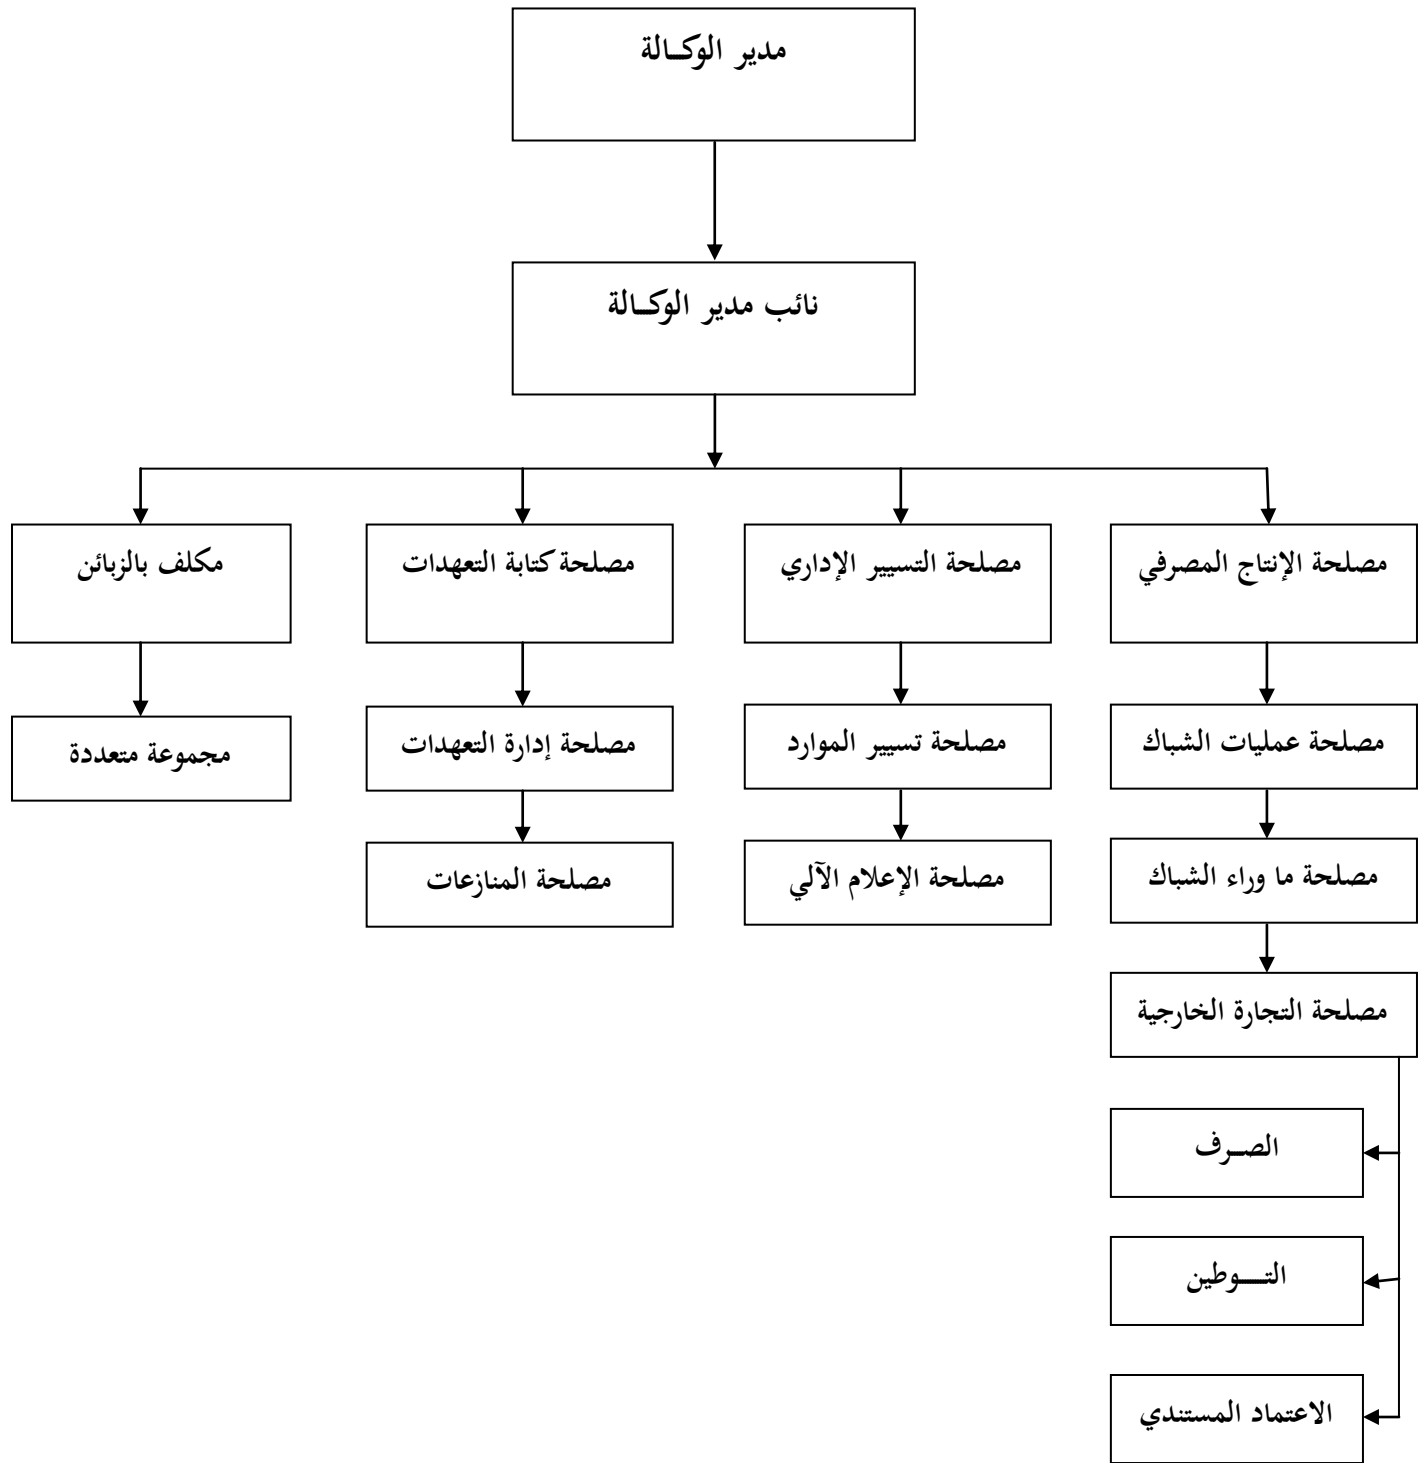 مدير الوكـالة
نائب مدير الوكـالة
مصلحة الإنتاج المصرفي
مصلحة التسيير الإداري
مصلحة كتابة التعهدات
مكلف بالزبائن
مصلحة عمليات الشباك
مصلحة تسيير الموارد
مصلحة إدارة التعهدات
مجموعة متعددة
مصلحة ما وراء الشباك
مصلحة الإعلام الآلي
مصلحة المنازعات
مصلحة التجارة الخارجية
الصـرف
التــوطين
الاعتماد المستندي